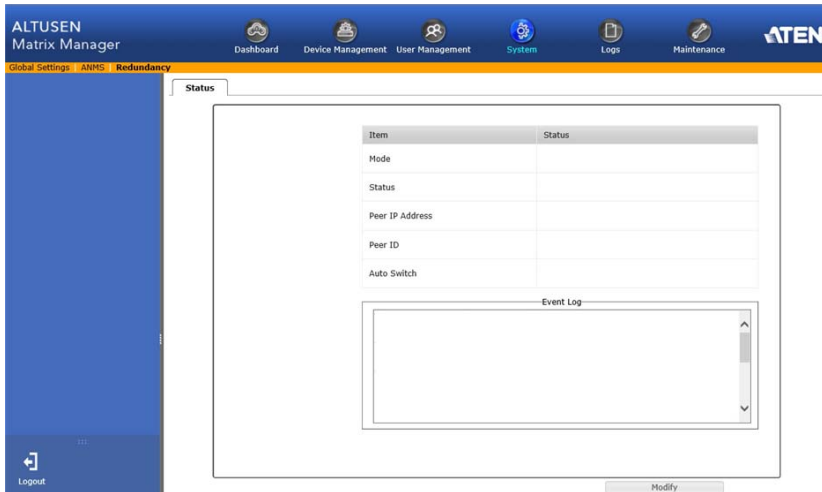 ALTUSEN
Matrix Manager
Dashboard
Device Management
User Management
System
Logs
Maintenance
ATEN
Global Settings
ANMS
Redundancy
Status
Item
Status
Mode
Status
Peer IP Address
Peer ID
Auto Switch
Event Log
Logout
Modify